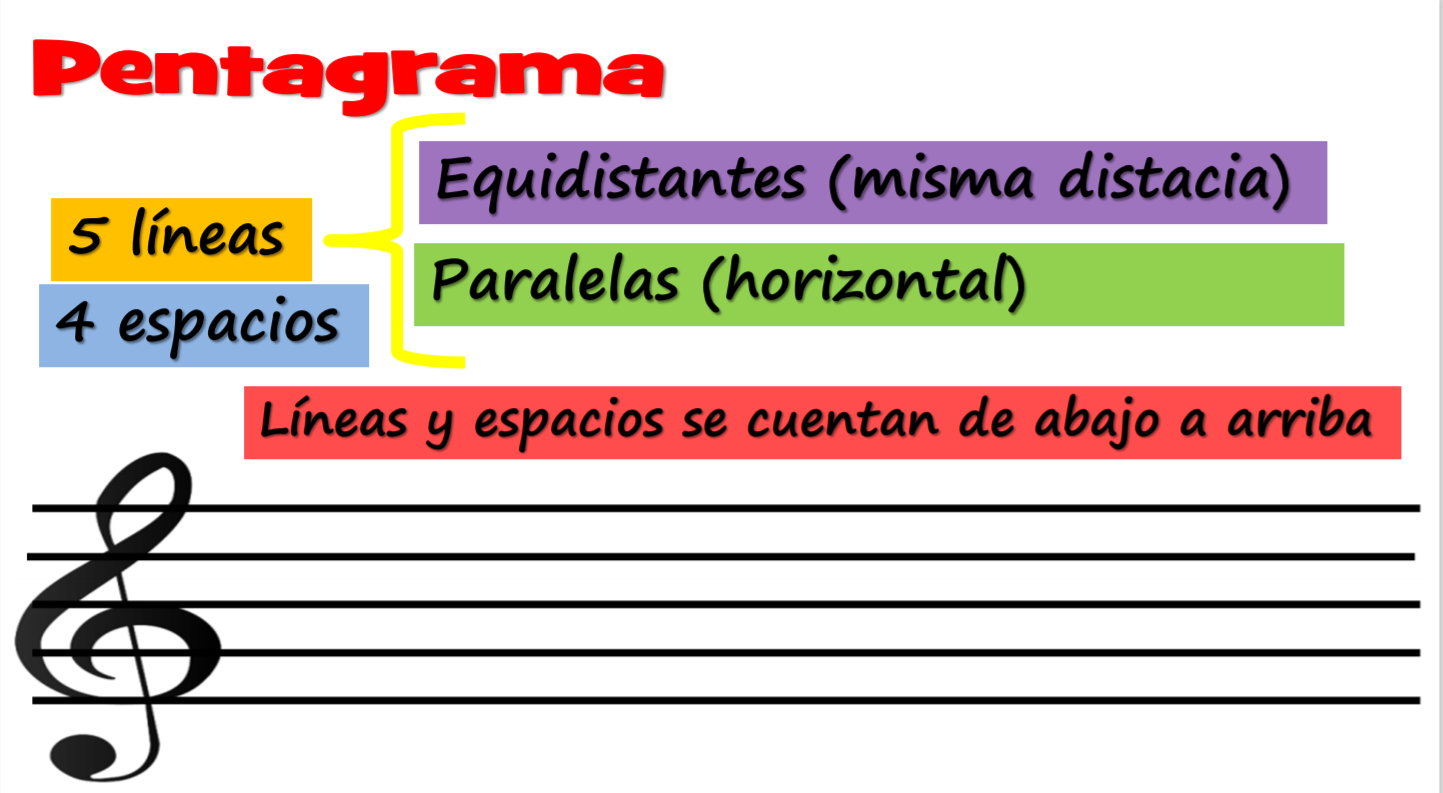 Pentagrama
Equidistantes (misma distacia)
5 líneas
Paralelas (horizontal)
4 espacios
Líneas y espacios se cuentan de abajo a arriba